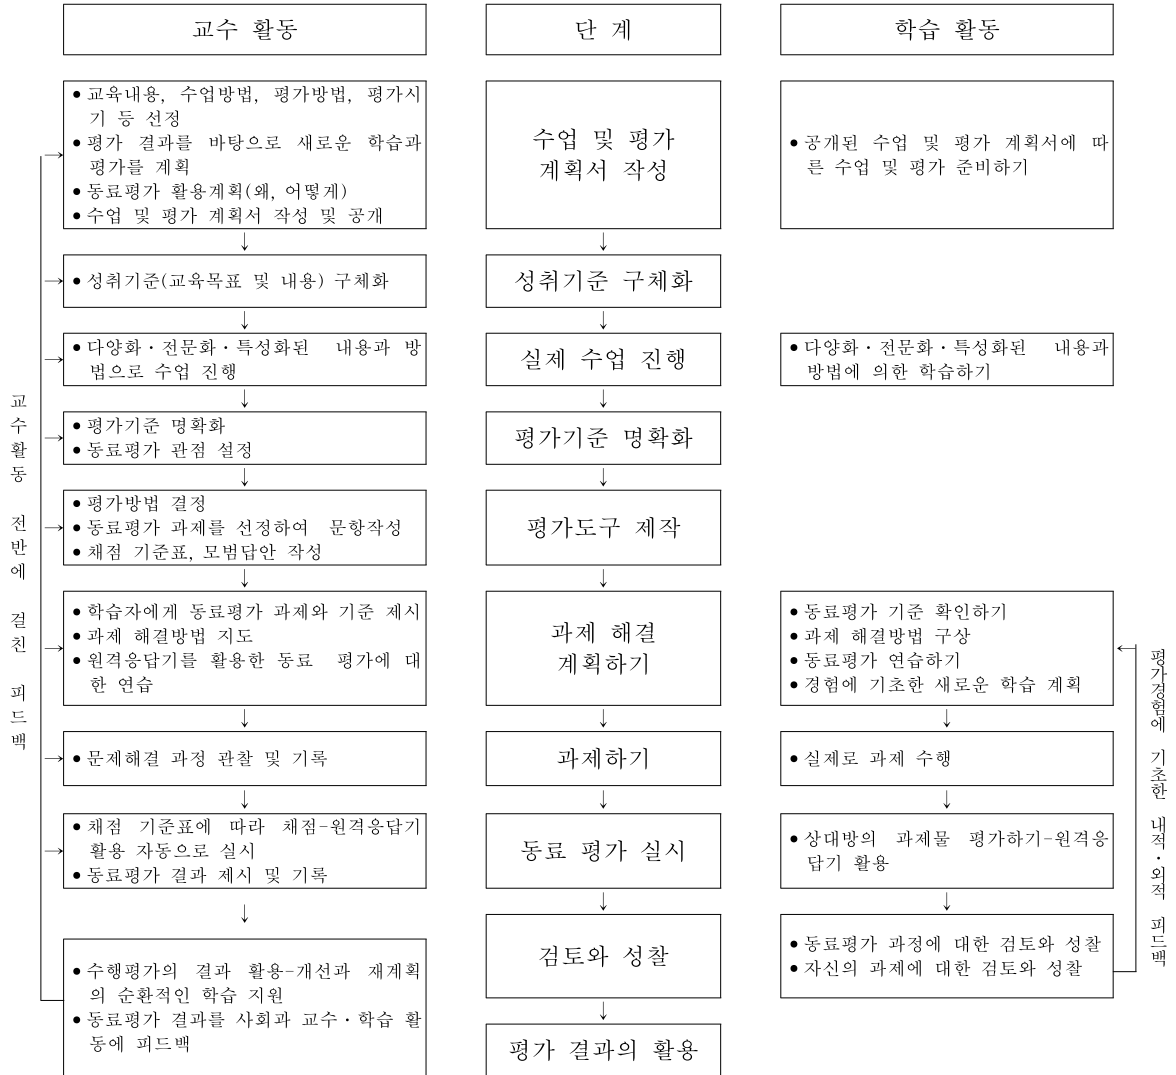 교수 활동
단 계
학습 활동
• 교육내용, 수업방법, 평가방법, 평가시
기 등 선정
• 평가 결과를 바탕으로 새로운 학습과
평가를 계획
• 동료평가 활용계획(왜, 어떻게)
• 수업 및 평가 계획서 작성 및 공개
수업 및 평가
계획서 작성
• 공개된 수업 및 평가 계획서에 따
른 수업 및 평가 준비하기
• 성취기준(교육목표 및 내용) 구체화
성취기준 구체화
• 다양화·전문화·특성화된 내용과 방
법으로 수업 진행
실제 수업 진행
• 다양화·전문화·특성화된 내용과
방법에 의한 학습하기
• 평가기준 명확화
• 동료평가 관점 설정
평가기준 명확화
• 평가방법 결정
• 동료평가 과제를 선정하여 문항작성
• 채점 기준표, 모범답안 작성
평가도구 제작
• 학습자에게 동료평가 과제와 기준 제시
• 과제 해결방법 지도
• 원격응답기를 활용한 동료 평가에 대
한 연습
과제 해결
계획하기
• 동료평가 기준 확인하기
• 과제 해결방법 구상
• 동료평가 연습하기
• 경험에 기초한 새로운 학습 계획
• 문제해결 과정 관찰 및 기록
과제하기
• 실제로 과제 수행
• 채점 기준표에 따라 채점-원격응답기
활용 자동으로 실시
• 동료평가 결과 제시 및 기록
동료 평가 실시
• 상대방의 과제물 평가하기-원격응
답기 활용
• 수행평가의 결과 활용-개선과 재계획
의 순환적인 학습 지원
• 동료평가 결과를 사회과 교수·학습 활
동에 피드백
검토와 성찰
• 동료평가 과정에 대한 검토와 성찰
• 자신의 과제에 대한 검토와 성찰
평가 결과의 활용
교수활동 전반에 걸친 피드백
평가경험에 기초한 내적·외적 피드백